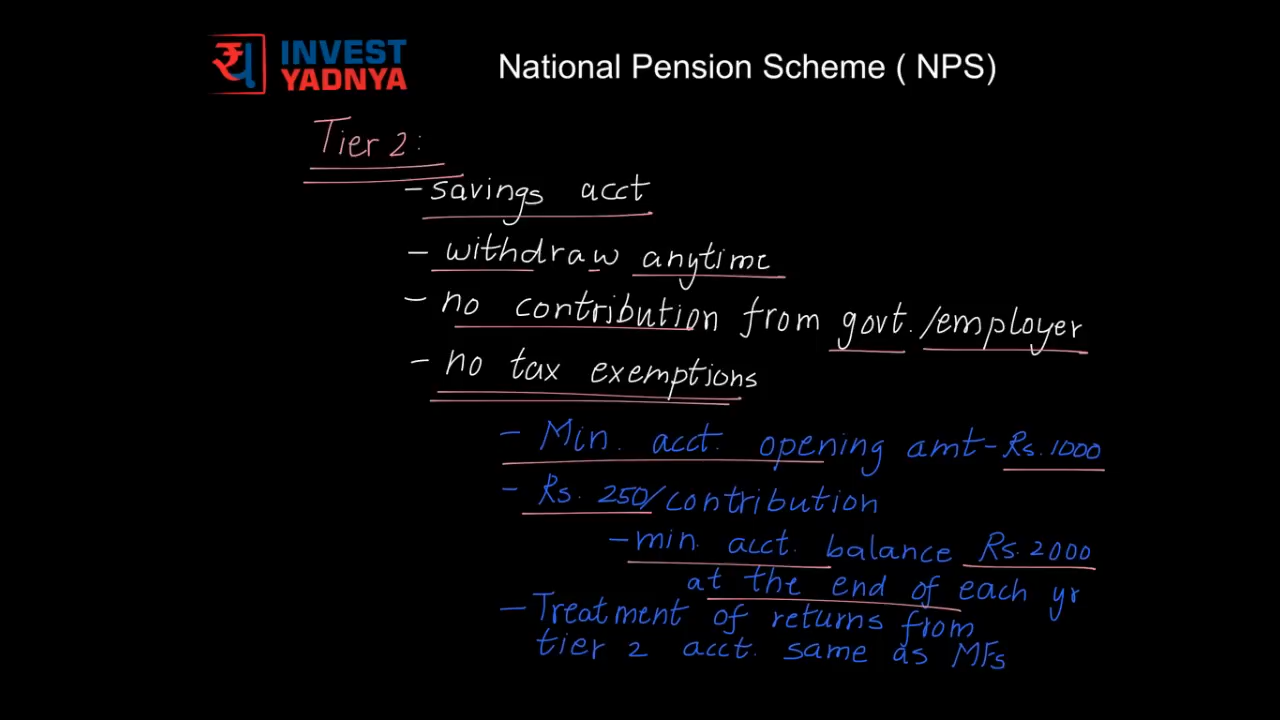 INVEST
YADNYA
National Pension Scheme ( NPS)
Tier 2:
- savings acct
- withdraw anytime
- no contribution from govt./employer
- no tax exemptions
- Min. acct. opening amt - Rs. 1000
- Rs. 250/contribution
- min. acct. balance Rs. 2000
at the end of each yr
- Treatment of returns from
tier 2 acct. same as MFs